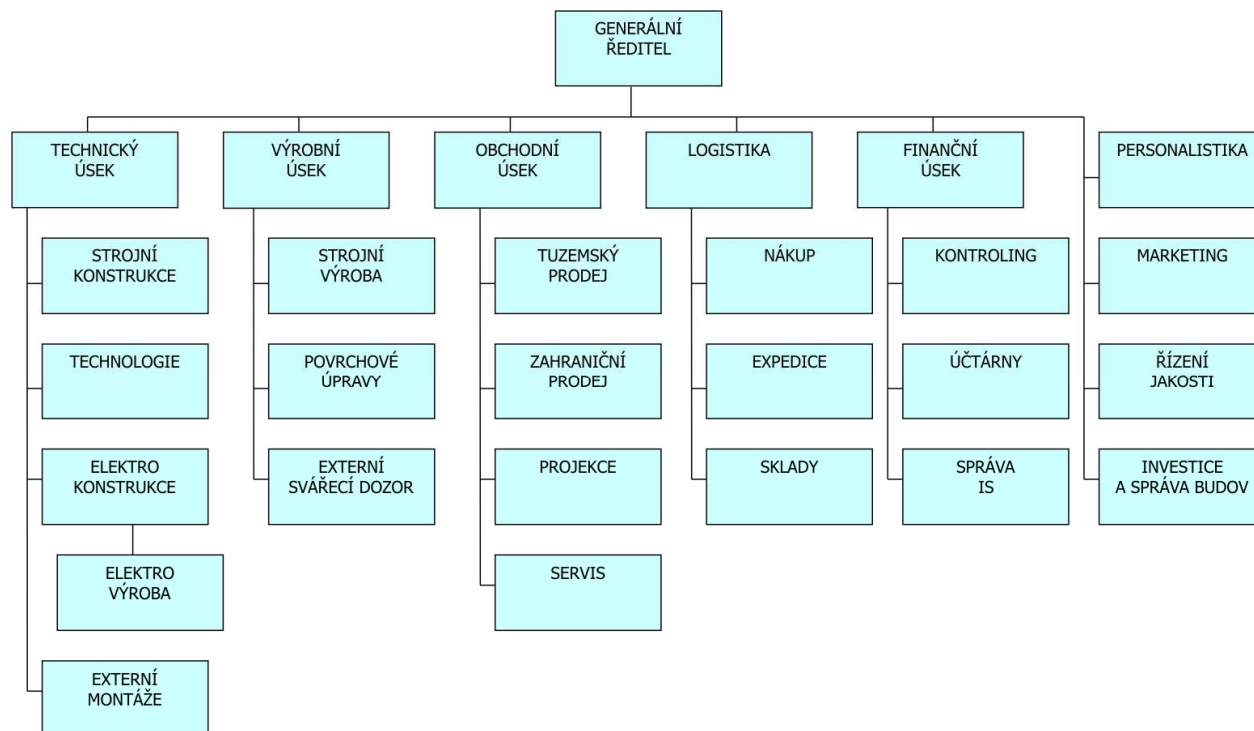 GENERÁLNÍ
ŘEDITEL
TECHNICKÝ
ÚSEK
VÝROBNÍ
ÚSEK
OBCHODNÍ
ÚSEK
LOGISTIKA
FINANČNÍ
ÚSEK
PERSONALISTIKA
STROJNÍ
KONSTRUKCE
STROJNÍ
VÝROBA
TUZEMSKÝ
PRODEJ
NÁKUP
KONTROLING
MARKETING
TECHNOLOGIE
POVRCHOVÉ
ÚPRAVY
ZAHRANIČNÍ
PRODEJ
EXPEDICE
ÚČTÁRNY
ŘÍZENÍ
JAKOSTI
ELEKTRO
KONSTRUKCE
EXTERNÍ
SVÁŘECÍ DOZOR
PROJEKCE
SKLADY
SPRÁVA
IS
INVESTICE
A SPRÁVA BUDOV
ELEKTRO
VÝROBA
SERVIS
EXTERNÍ
MONTÁŽE